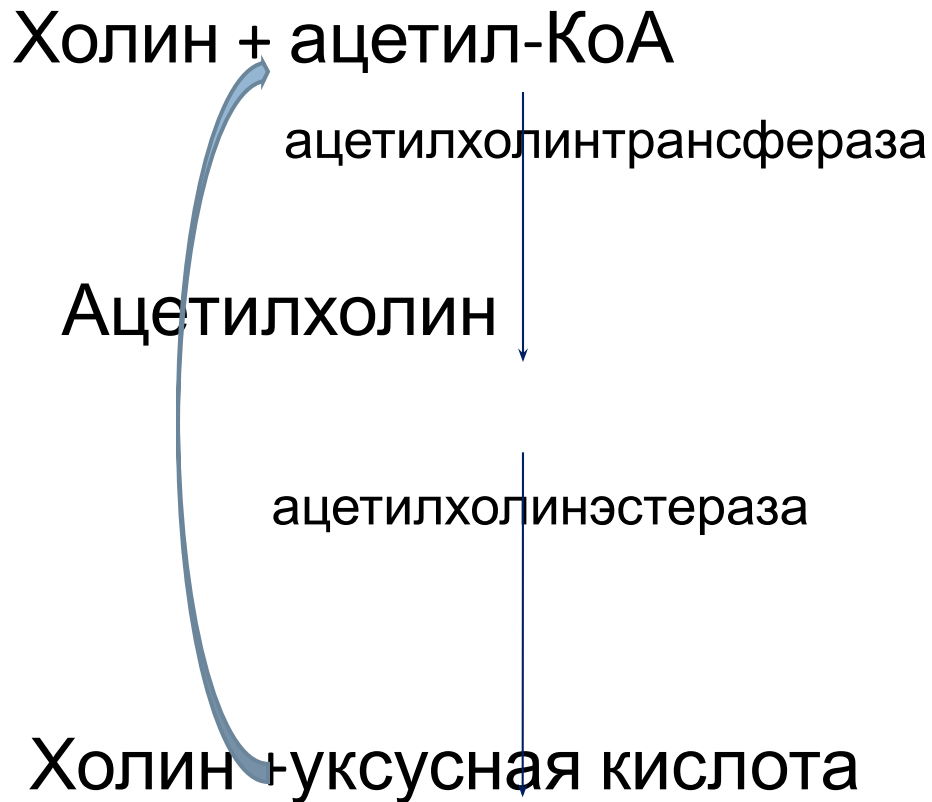 Холин + ацетил-КоА
ацетилхолинтрансфераза
Ацетилхолин
ацетилхолинэстераза
Холин +уксусная кислота